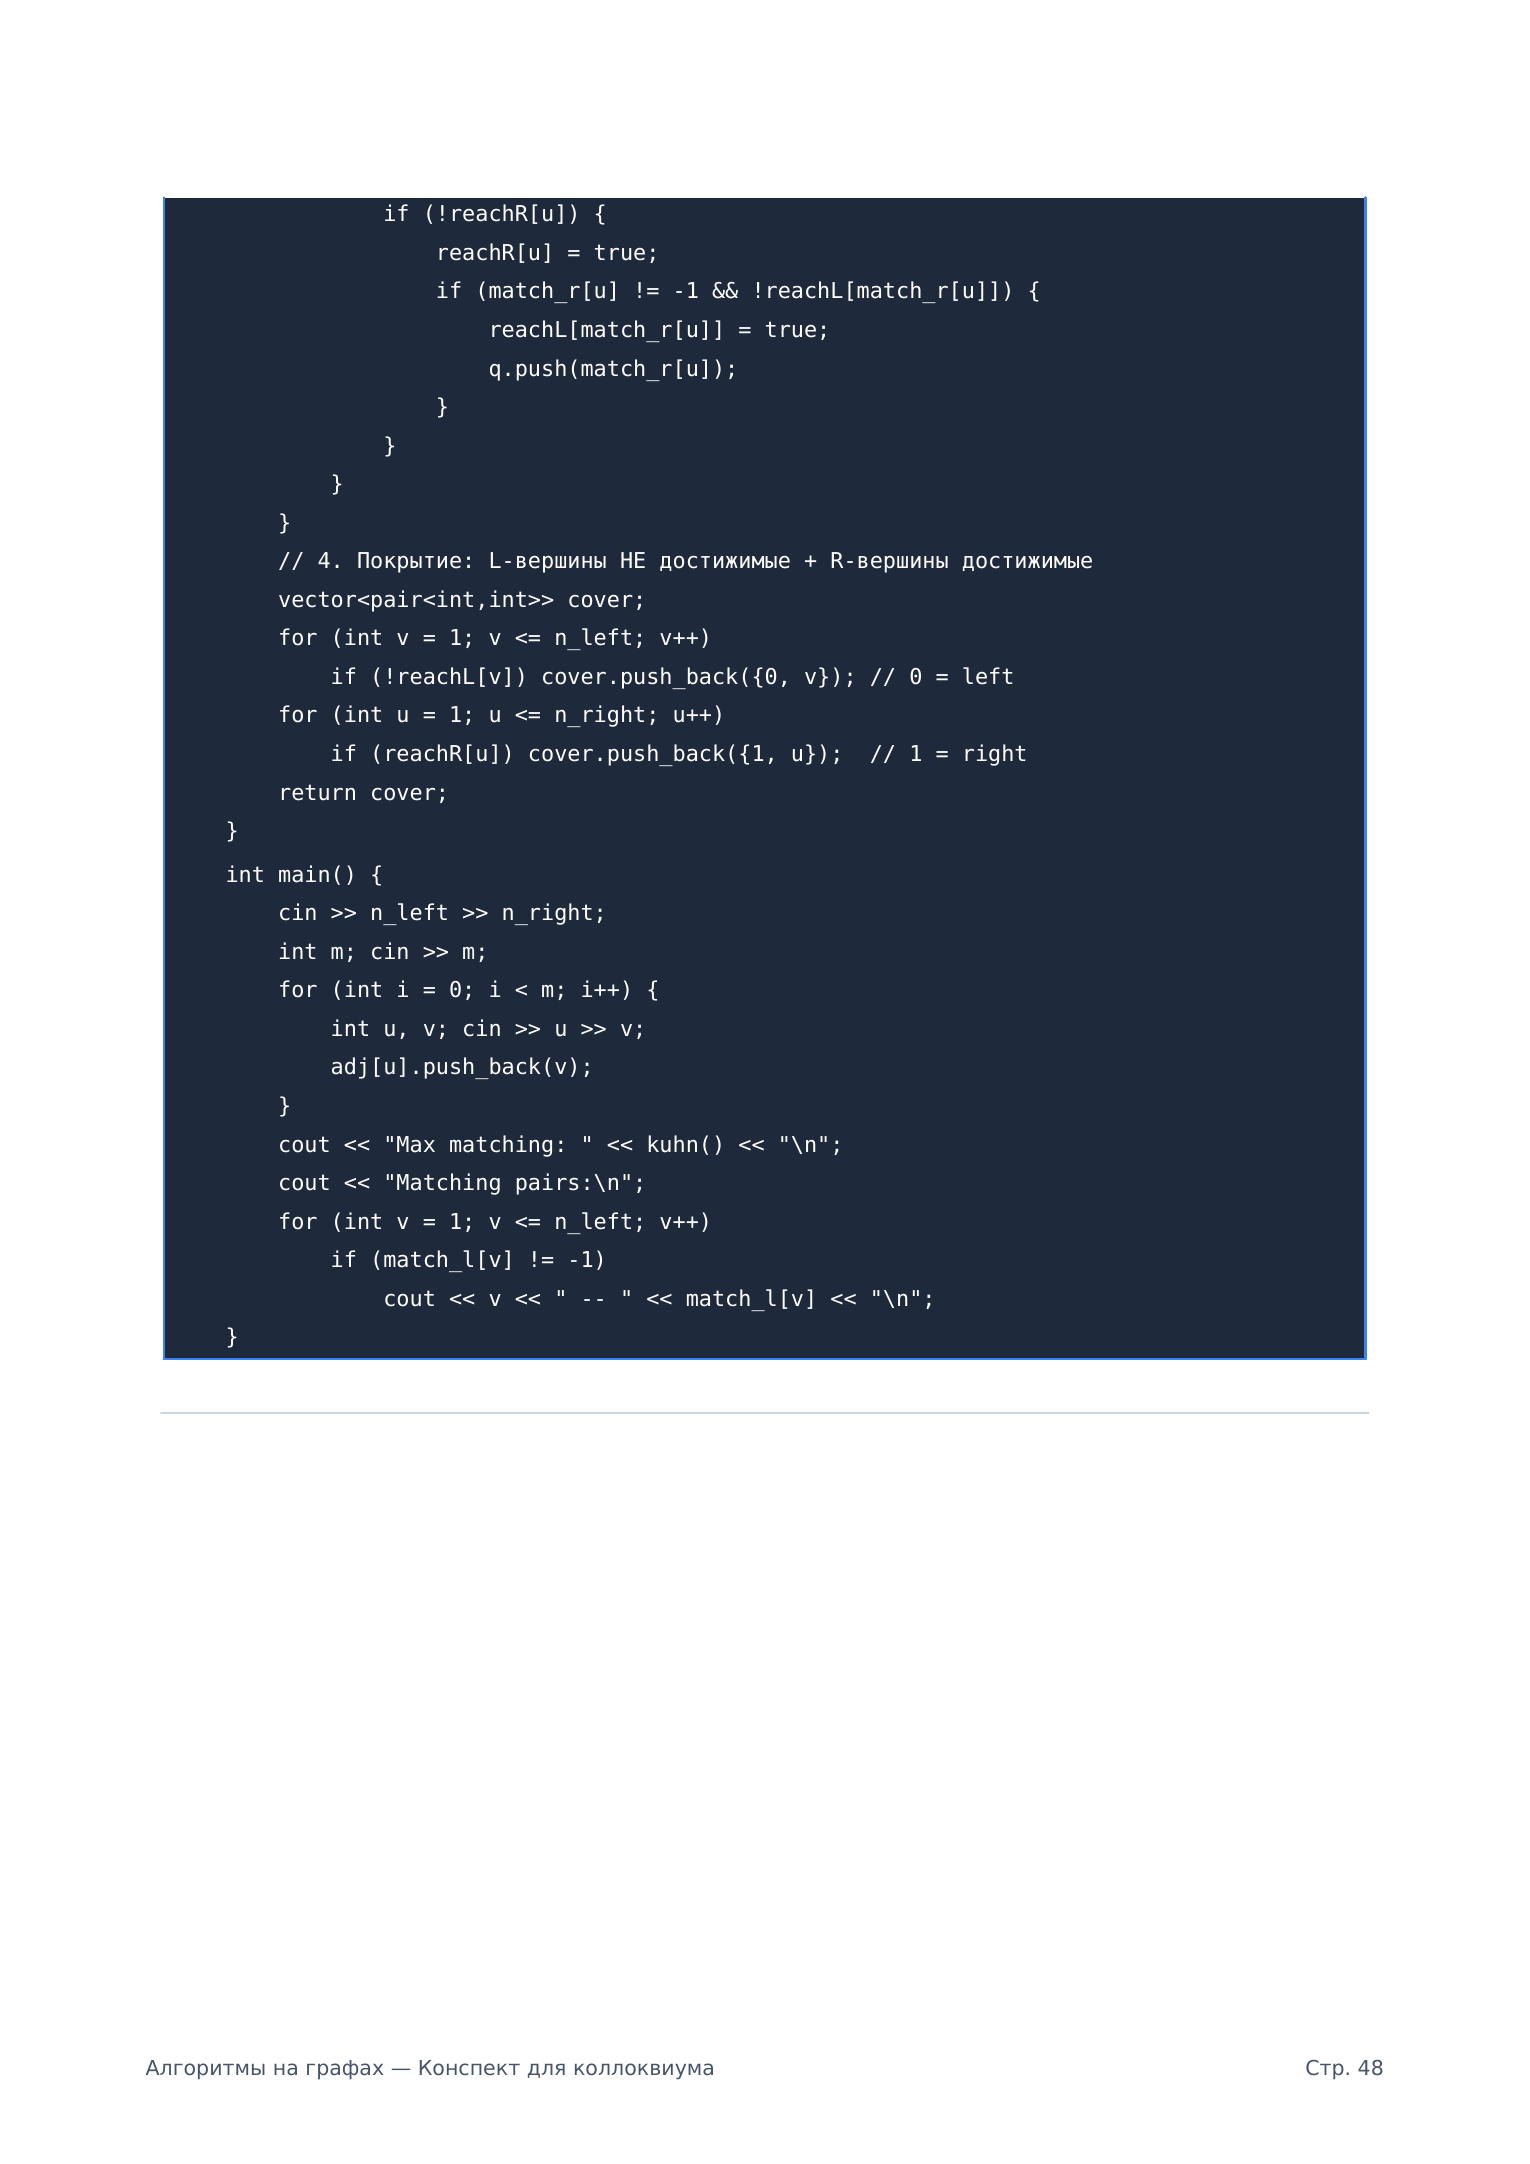 if (!reachR[u]) {
                reachR[u] = true;
                if (match_r[u] != -1 && !reachL[match_r[u]]) {
                    reachL[match_r[u]] = true;
                    q.push(match_r[u]);
                }
            }
        }
    }
    // 4. Покрытие: L-вершины НЕ достижимые + R-вершины достижимые
    vector<pair<int,int>> cover;
    for (int v = 1; v <= n_left; v++)
        if (!reachL[v]) cover.push_back({0, v}); // 0 = left
    for (int u = 1; u <= n_right; u++)
        if (reachR[u]) cover.push_back({1, u});  // 1 = right
    return cover;
}
int main() {
    cin >> n_left >> n_right;
    int m; cin >> m;
    for (int i = 0; i < m; i++) {
        int u, v; cin >> u >> v;
        adj[u].push_back(v);
    }
    cout << "Max matching: " << kuhn() << "\n";
    cout << "Matching pairs:\n";
    for (int v = 1; v <= n_left; v++)
        if (match_l[v] != -1)
            cout << v << " -- " << match_l[v] << "\n";
}
Алгоритмы на графах — Конспект для коллоквиума
Стр. 48